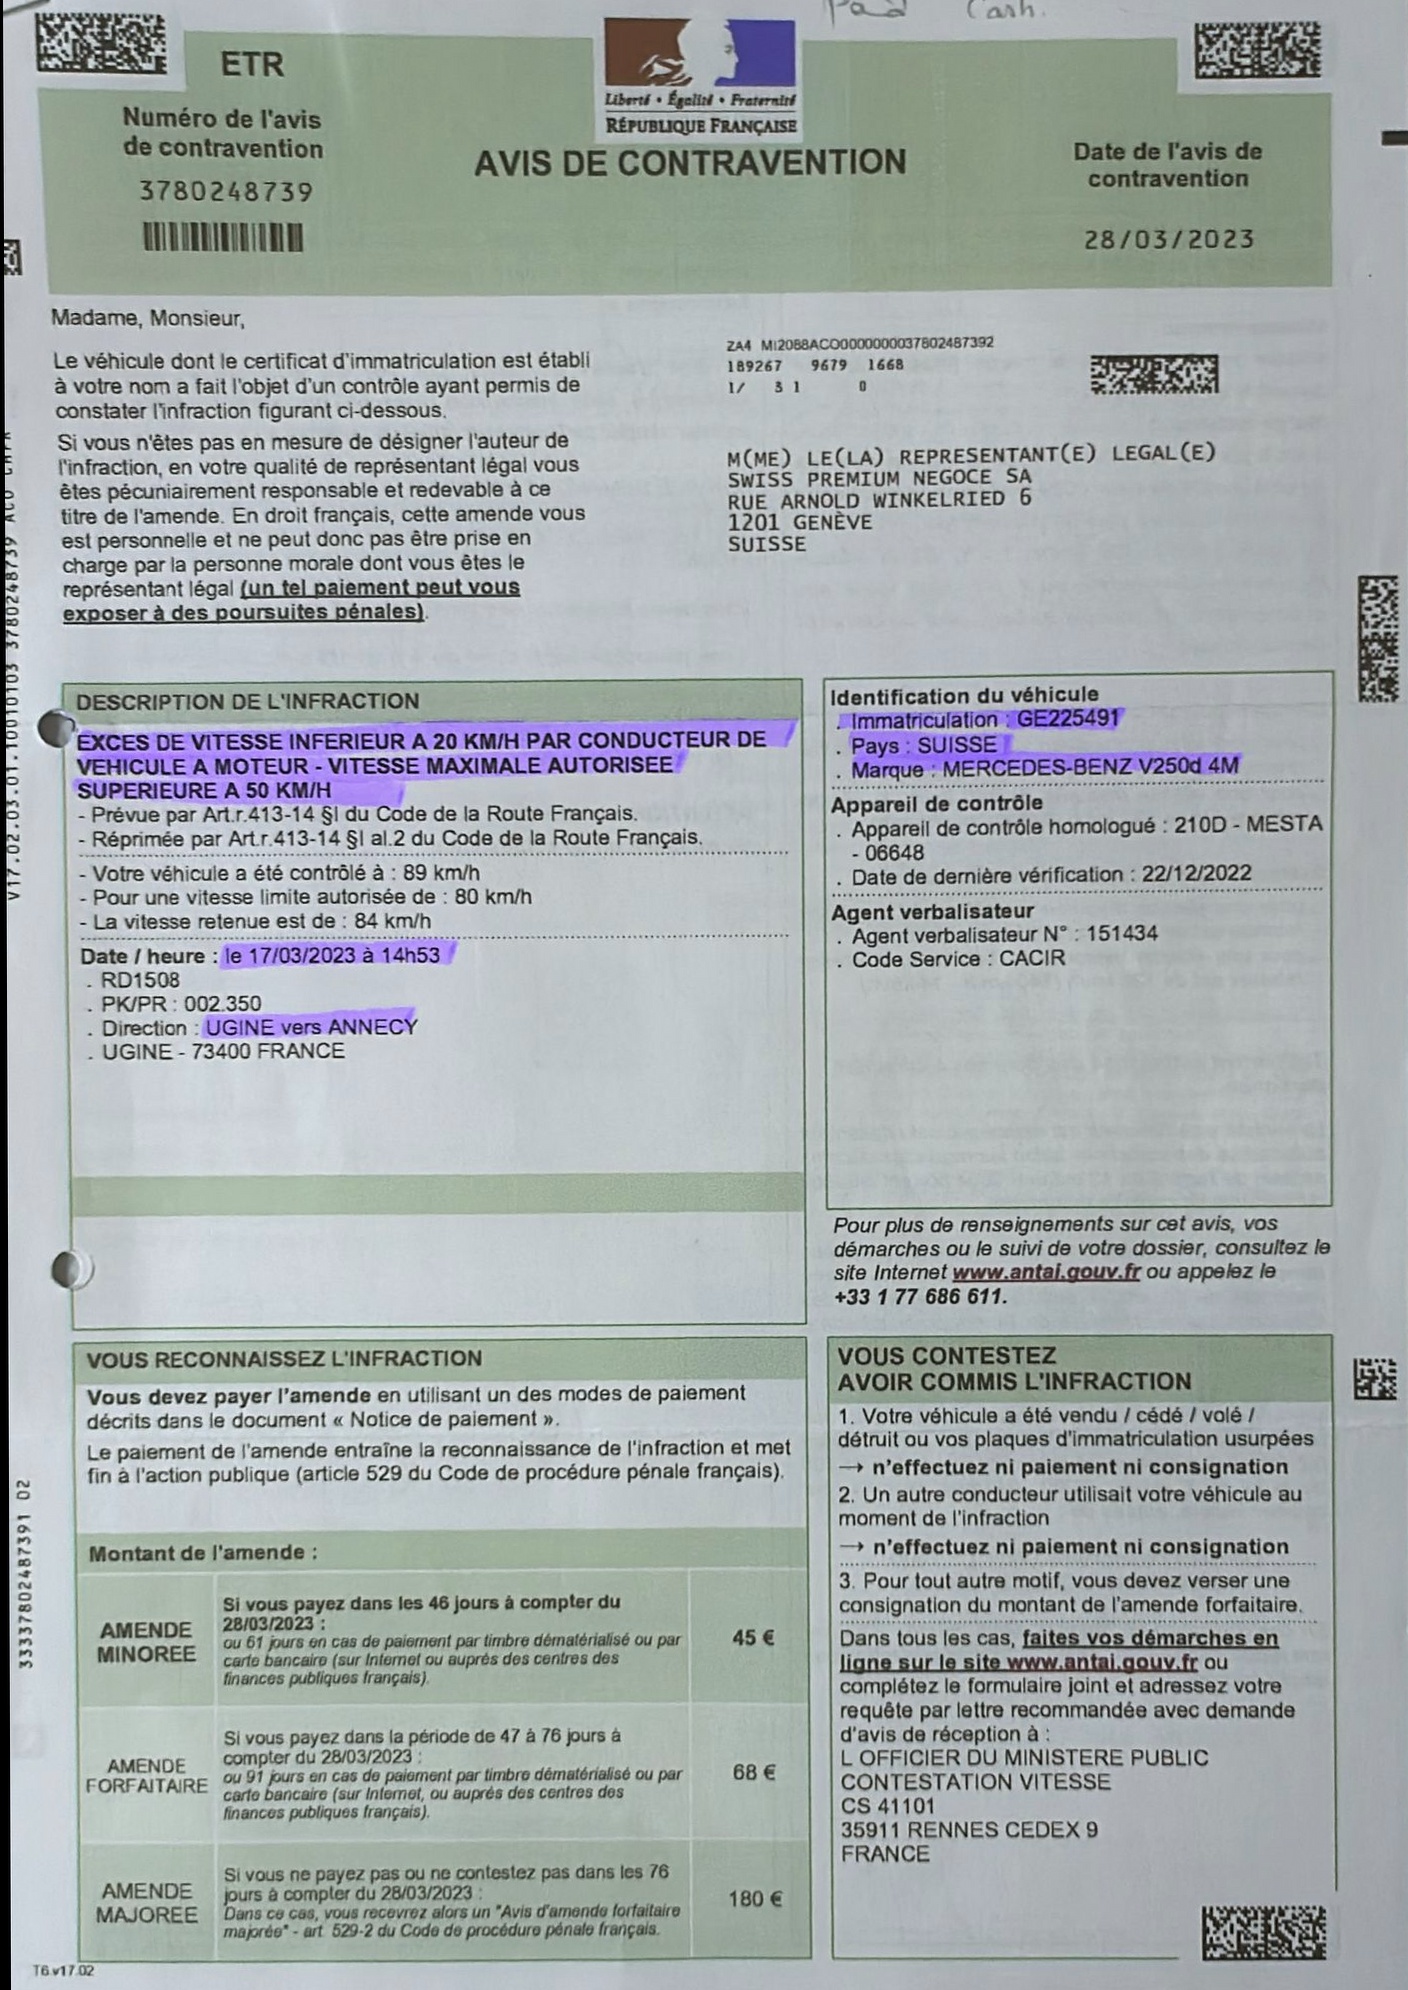 Paid Cash.
ETR
Numéro de l'avis
de contravention
3780248739
Liberté • Égalité • Fraternité
RÉPUBLIQUE FRANÇAISE
AVIS DE CONTRAVENTION
Date de l'avis de
contravention
28/03/2023
Madame, Monsieur,
Le véhicule dont le certificat d'immatriculation est établi
à votre nom a fait l'objet d'un contrôle ayant permis de
constater l'infraction figurant ci-dessous.
Si vous n'êtes pas en mesure de désigner l'auteur de
l'infraction, en votre qualité de représentant légal vous
êtes pécuniairement responsable et redevable à ce
titre de l'amende. En droit français, cette amende vous
est personnelle et ne peut donc pas être prise en
charge par la personne morale dont vous êtes le
représentant légal (un tel paiement peut vous
exposer à des poursuites pénales).
ZA4 MI2088ACO0000000037802487392
189267 9679 1668
1/ 31 0
M(ME) LE(LA) REPRESENTANT(E) LEGAL(E)
SWISS PREMIUM NEGOCE SA
RUE ARNOLD WINKELRIED 6
1201 GENÈVE
SUISSE
V17.02.03.01.10010103 3780248739 ACO
DESCRIPTION DE L'INFRACTION
EXCES DE VITESSE INFERIEUR A 20 KM/H PAR CONDUCTEUR DE
VEHICULE A MOTEUR - VITESSE MAXIMALE AUTORISEE
SUPERIEURE A 50 KM/H
- Prévue par Art.r.413-14 §I du Code de la Route Français.
- Réprimée par Art.r.413-14 §I al.2 du Code de la Route Français.
- Votre véhicule a été contrôlé à : 89 km/h
- Pour une vitesse limite autorisée de : 80 km/h
- La vitesse retenue est de : 84 km/h
Date / heure : le 17/03/2023 à 14h53
. RD1508
. PK/PR : 002.350
. Direction : UGINE vers ANNECY
. UGINE - 73400 FRANCE
Identification du véhicule
. Immatriculation : GE225491
. Pays : SUISSE
. Marque : MERCEDES-BENZ V250d 4M
Appareil de contrôle
. Appareil de contrôle homologué : 210D - MESTA
- 06648
. Date de dernière vérification : 22/12/2022
Agent verbalisateur
. Agent verbalisateur N° : 151434
. Code Service : CACIR
Pour plus de renseignements sur cet avis, vos
démarches ou le suivi de votre dossier, consultez le
site Internet www.antai.gouv.fr ou appelez le
+33 1 77 686 611.
VOUS RECONNAISSEZ L'INFRACTION
Vous devez payer l'amende en utilisant un des modes de paiement
décrits dans le document « Notice de paiement ».
Le paiement de l'amende entraîne la reconnaissance de l'infraction et met
fin à l'action publique (article 529 du Code de procédure pénale français).
Montant de l'amende :
AMENDE
MINOREE
Si vous payez dans les 46 jours à compter du
28/03/2023 :
ou 61 jours en cas de paiement par timbre dématérialisé ou par
carte bancaire (sur Internet ou auprès des centres des
finances publiques français).
45 €
AMENDE
FORFAITAIRE
Si vous payez dans la période de 47 à 76 jours à
compter du 28/03/2023 :
ou 91 jours en cas de paiement par timbre dématérialisé ou par
carte bancaire (sur Internet, ou auprès des centres des
finances publiques français).
68 €
AMENDE
MAJOREE
Si vous ne payez pas ou ne contestez pas dans les 76
jours à compter du 28/03/2023 :
Dans ce cas, vous recevrez alors un "Avis d'amende forfaitaire
majorée" - art. 529-2 du Code de procédure pénale français.
180 €
VOUS CONTESTEZ
AVOIR COMMIS L'INFRACTION
1. Votre véhicule a été vendu / cédé / volé /
détruit ou vos plaques d'immatriculation usurpées
→ n'effectuez ni paiement ni consignation
2. Un autre conducteur utilisait votre véhicule au
moment de l'infraction
→ n'effectuez ni paiement ni consignation
3. Pour tout autre motif, vous devez verser une
consignation du montant de l'amende forfaitaire.
Dans tous les cas, faites vos démarches en
ligne sur le site www.antai.gouv.fr ou
complétez le formulaire joint et adressez votre
requête par lettre recommandée avec demande
d'avis de réception à :
L OFFICIER DU MINISTERE PUBLIC
CONTESTATION VITESSE
CS 41101
35911 RENNES CEDEX 9
FRANCE
33337802487391 02
T6.v17.02